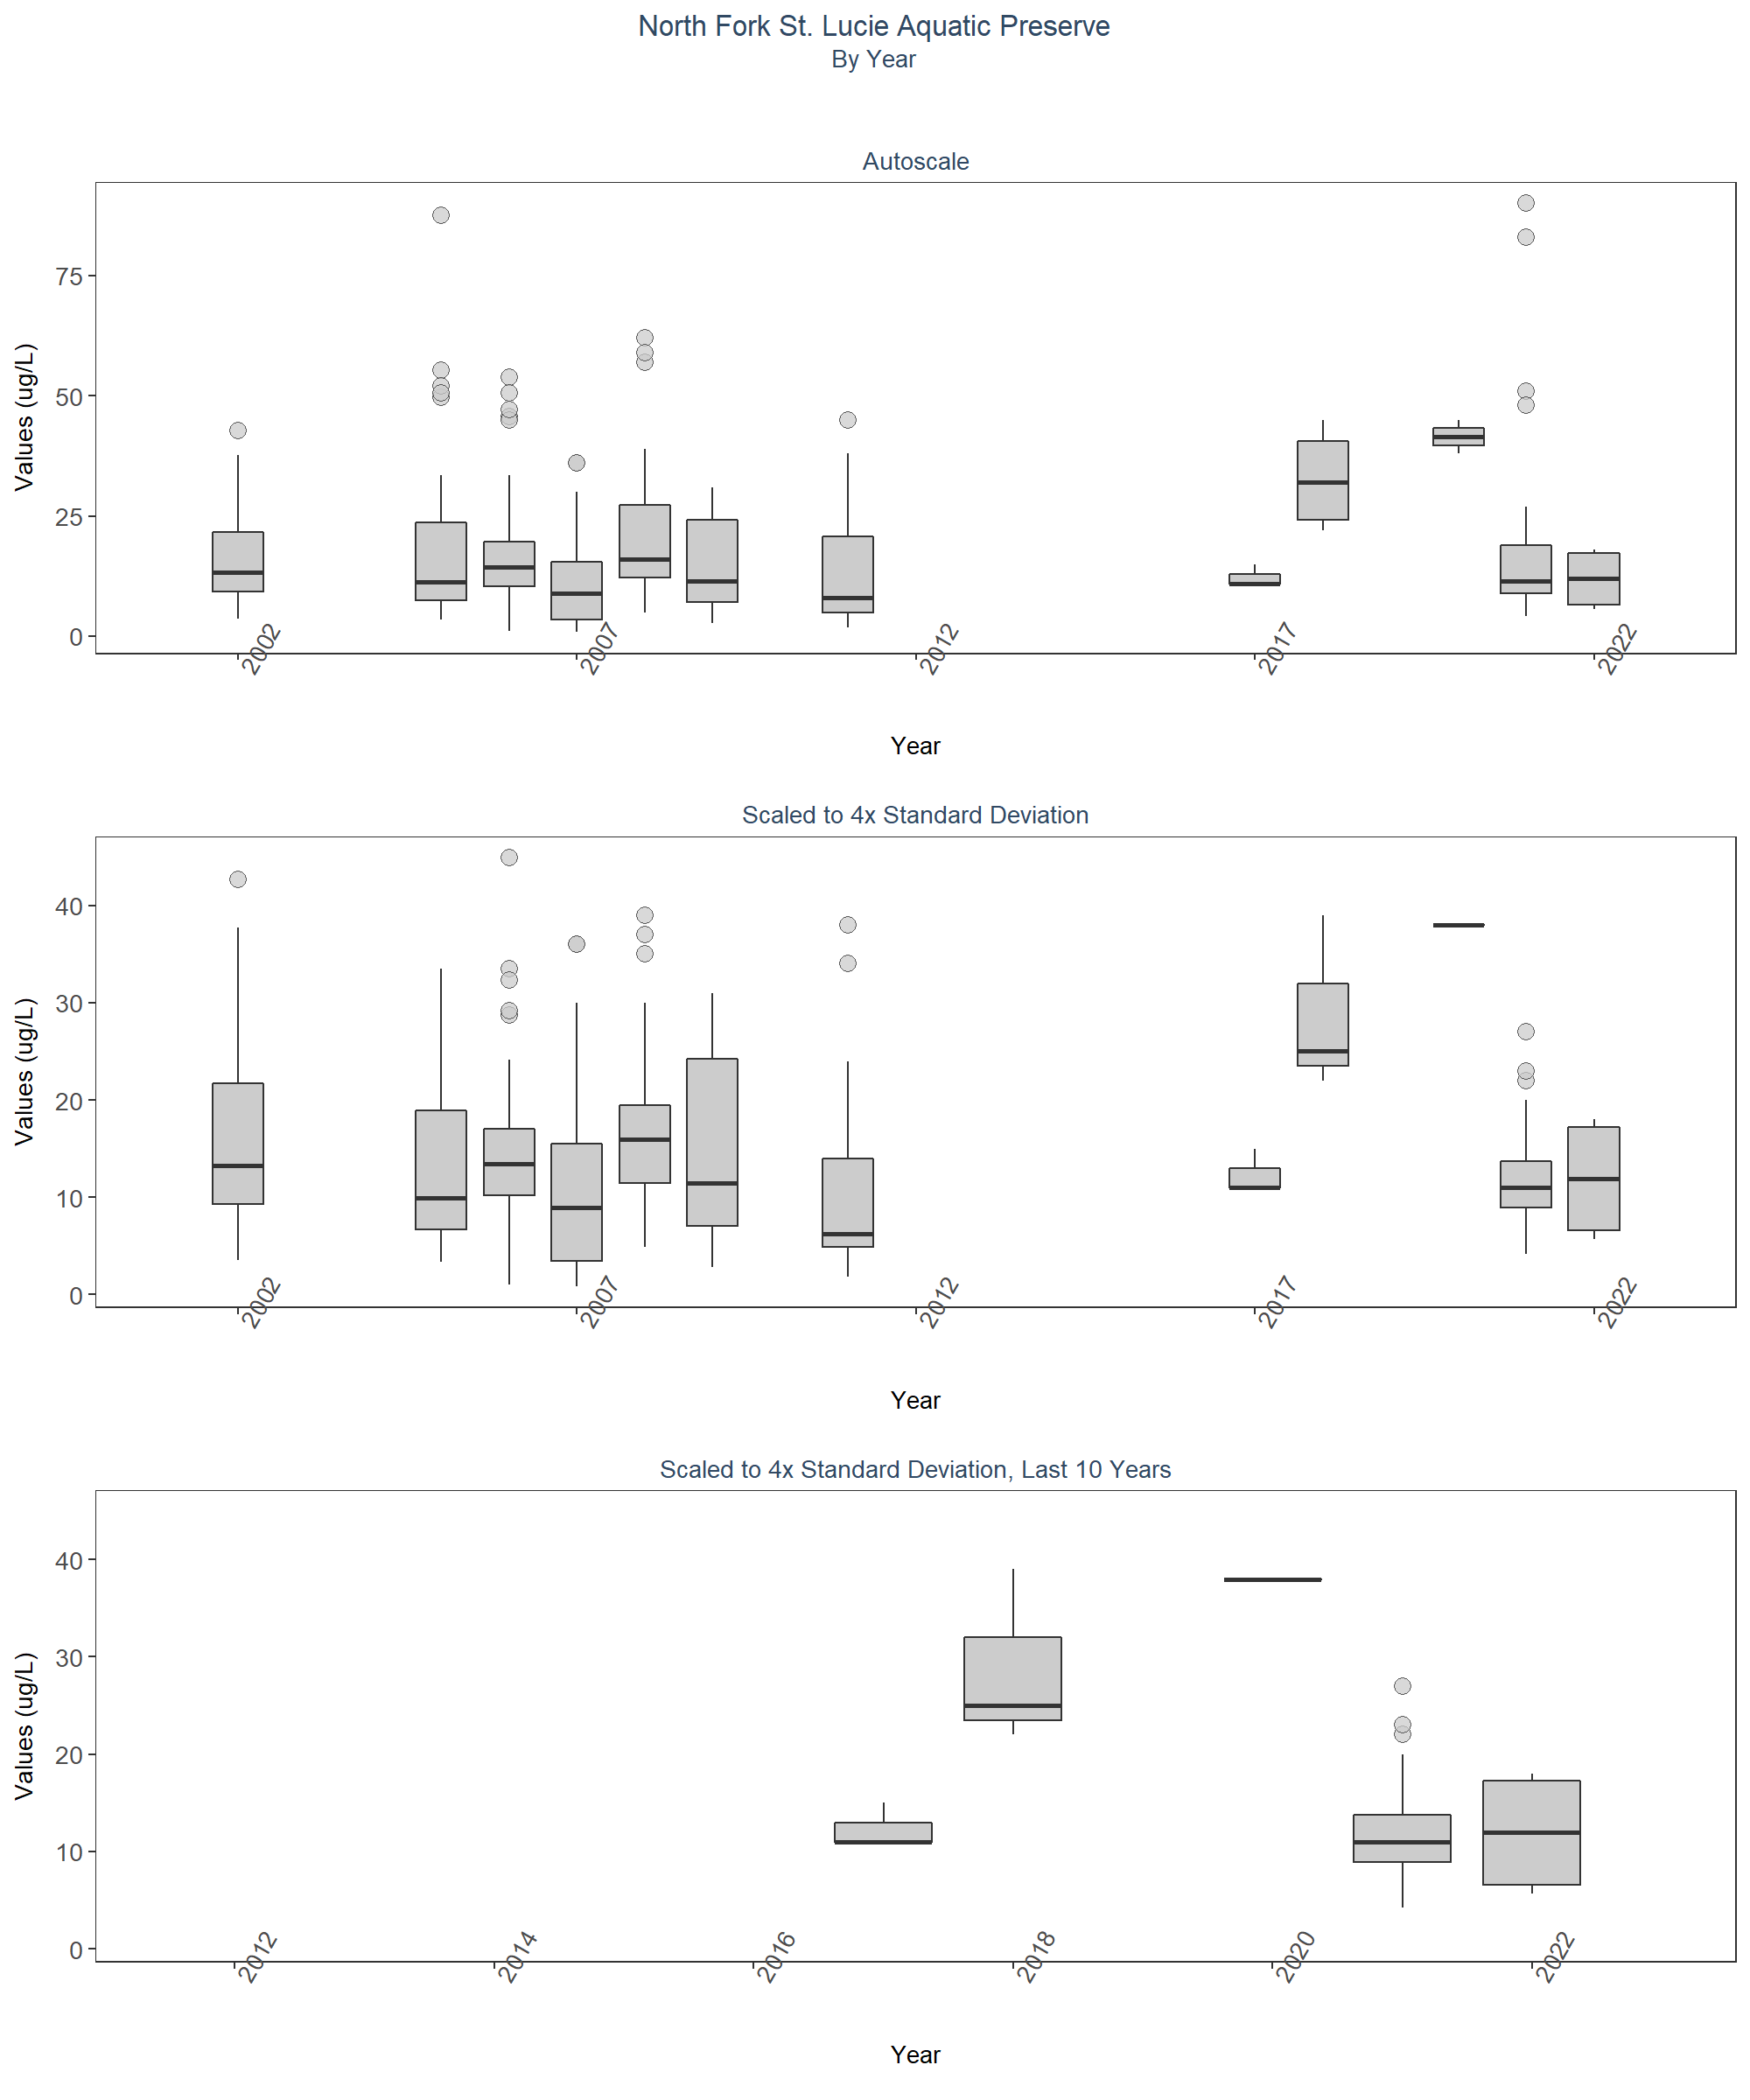 North Fork St. Lucie Aquatic Preserve
By Year
Autoscale
Values (ug/L)
75
50
25
0
2002 2007 2012 2017 2022
Year
Scaled to 4x Standard Deviation
Values (ug/L)
40
30
20
10
0
2002 2007 2012 2017 2022
Year
Scaled to 4x Standard Deviation, Last 10 Years
Values (ug/L)
40
30
20
10
0
2012 2014 2016 2018 2020 2022
Year